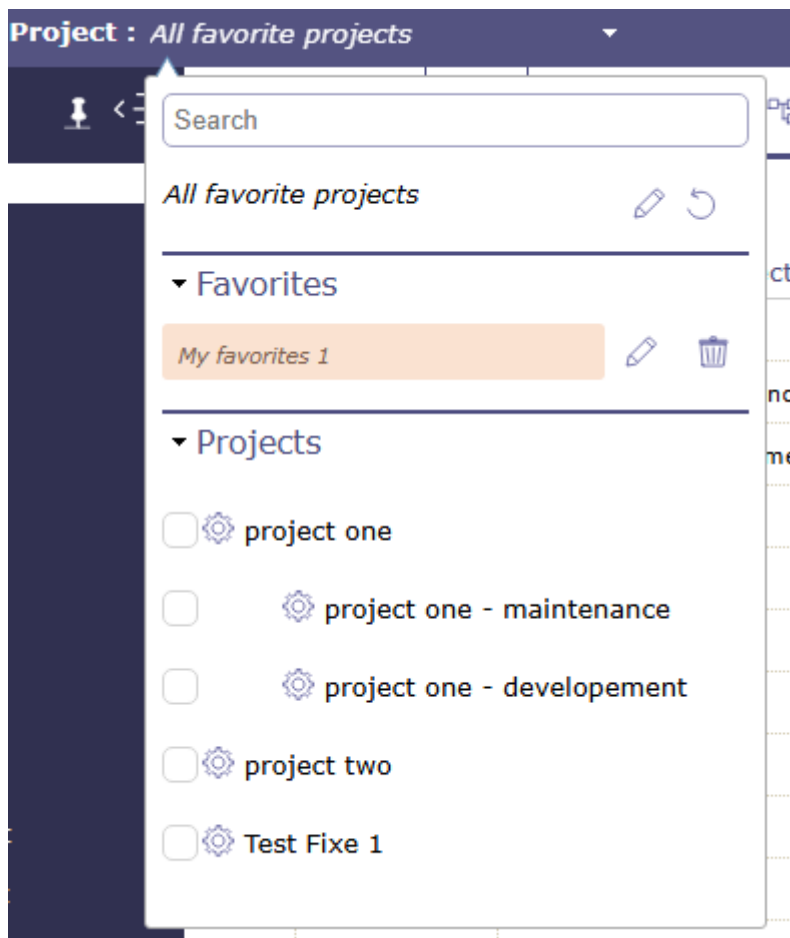 Project : All favorite projects
Search
All favorite projects
Favorites
My favorites 1
Projects
project one
project one - maintenance
project one - developement
project two
Test Fixe 1